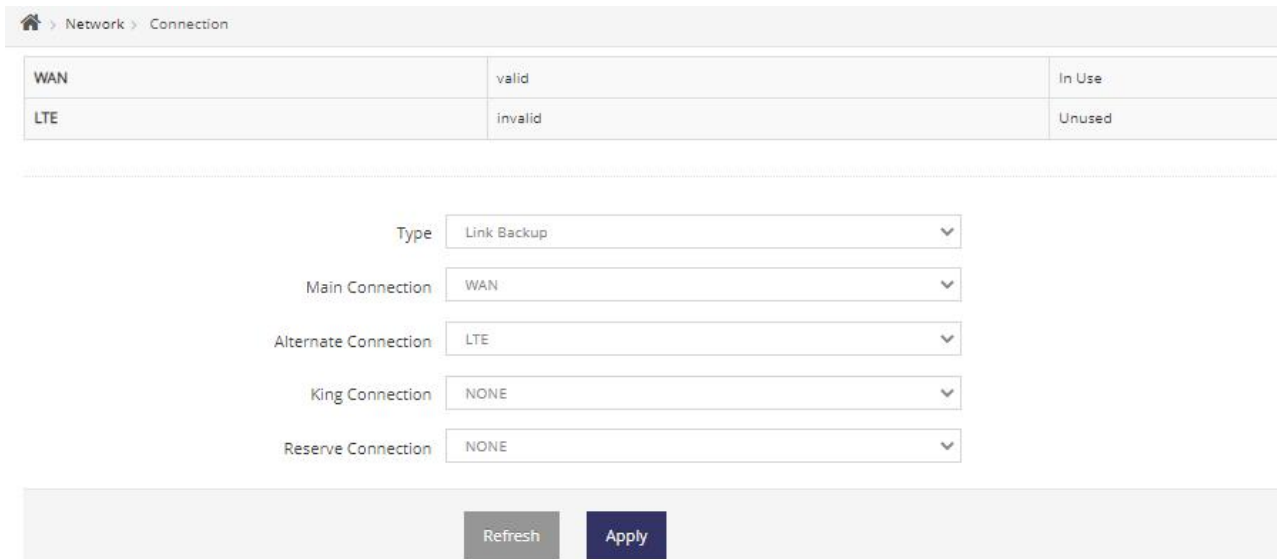 > Network > Connection
WAN valid In Use
LTE invalid Unused
Type Link Backup
Main Connection WAN
Alternate Connection LTE
King Connection NONE
Reserve Connection NONE
Refresh Apply